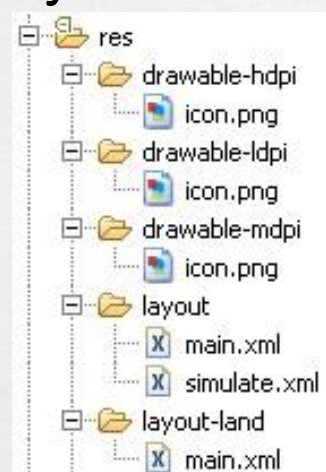 res
drawable-hdpi
icon.png
drawable-ldpi
icon.png
drawable-mdpi
icon.png
layout
main.xml
simulate.xml
layout-land
main.xml